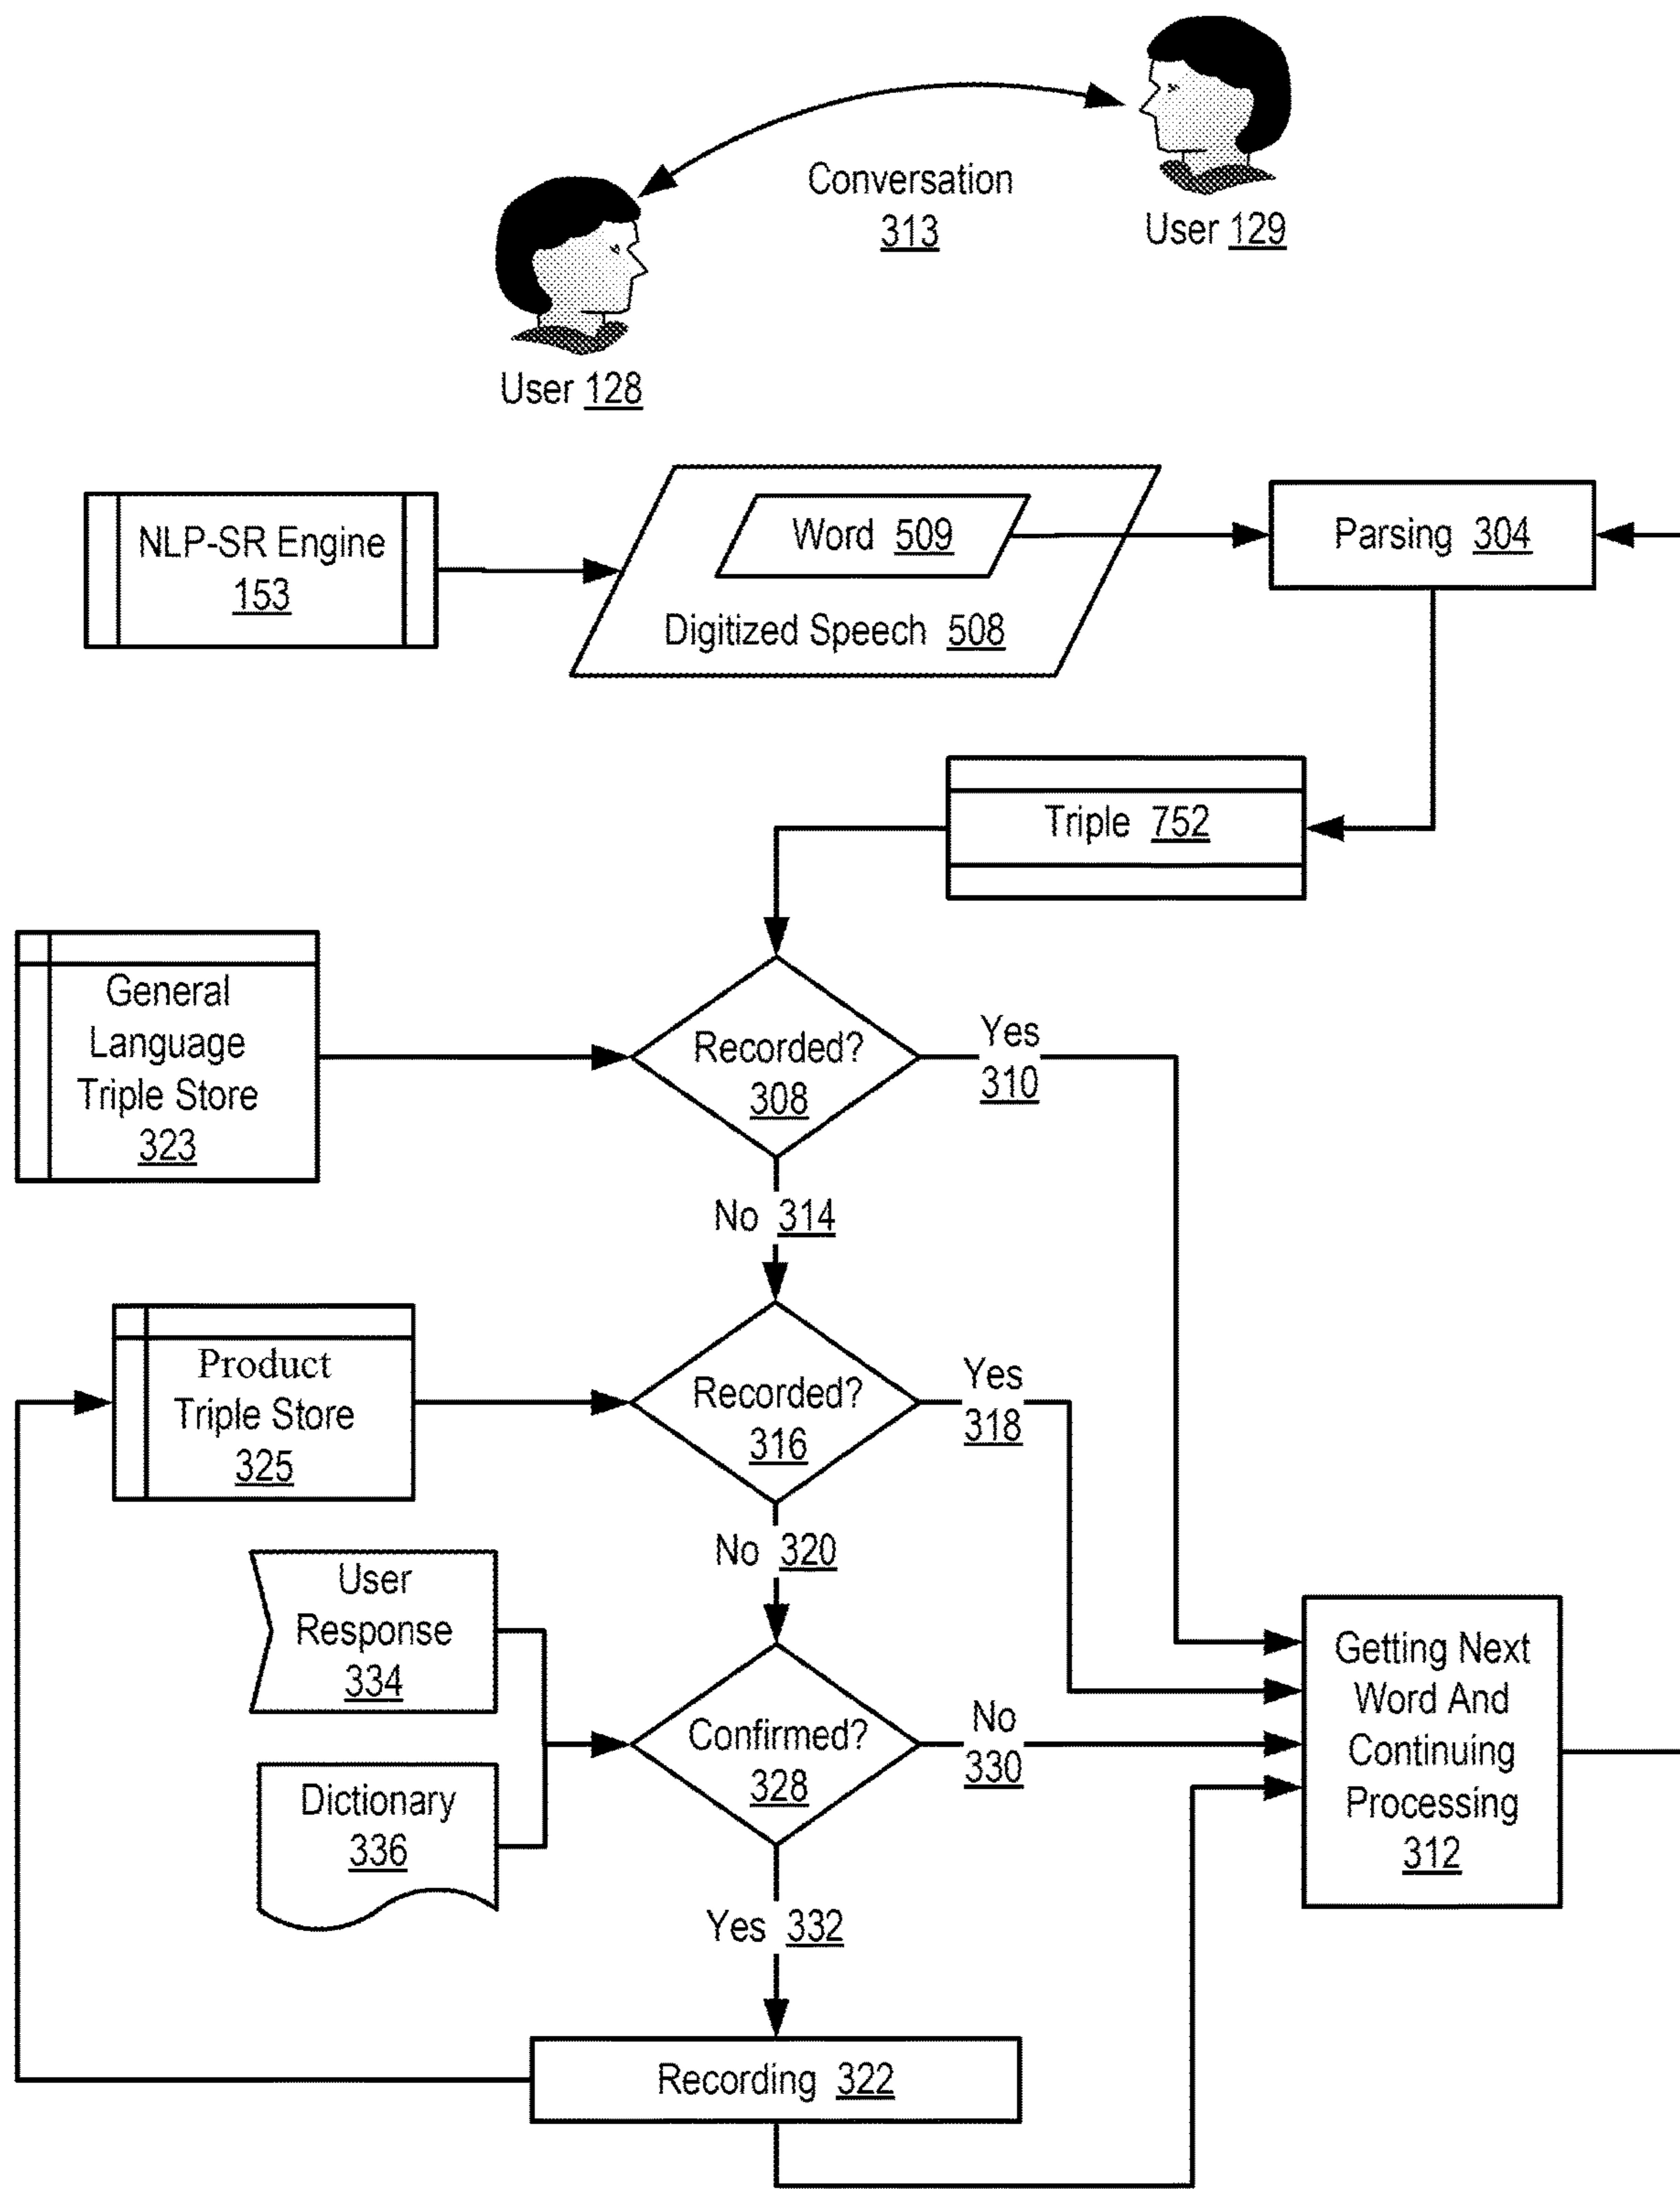 Conversation
313
User 129
User 128
NLP-SR Engine
153
Word 509
Digitized Speech 508
Parsing 304
Triple 752
General
Language
Triple Store
323
Recorded?
308
Yes
310
No 314
Product
Triple Store
325
Recorded?
316
Yes
318
No 320
User
Response
334
Dictionary
336
Confirmed?
328
No
330
Getting Next
Word And
Continuing
Processing
312
Yes 332
Recording 322